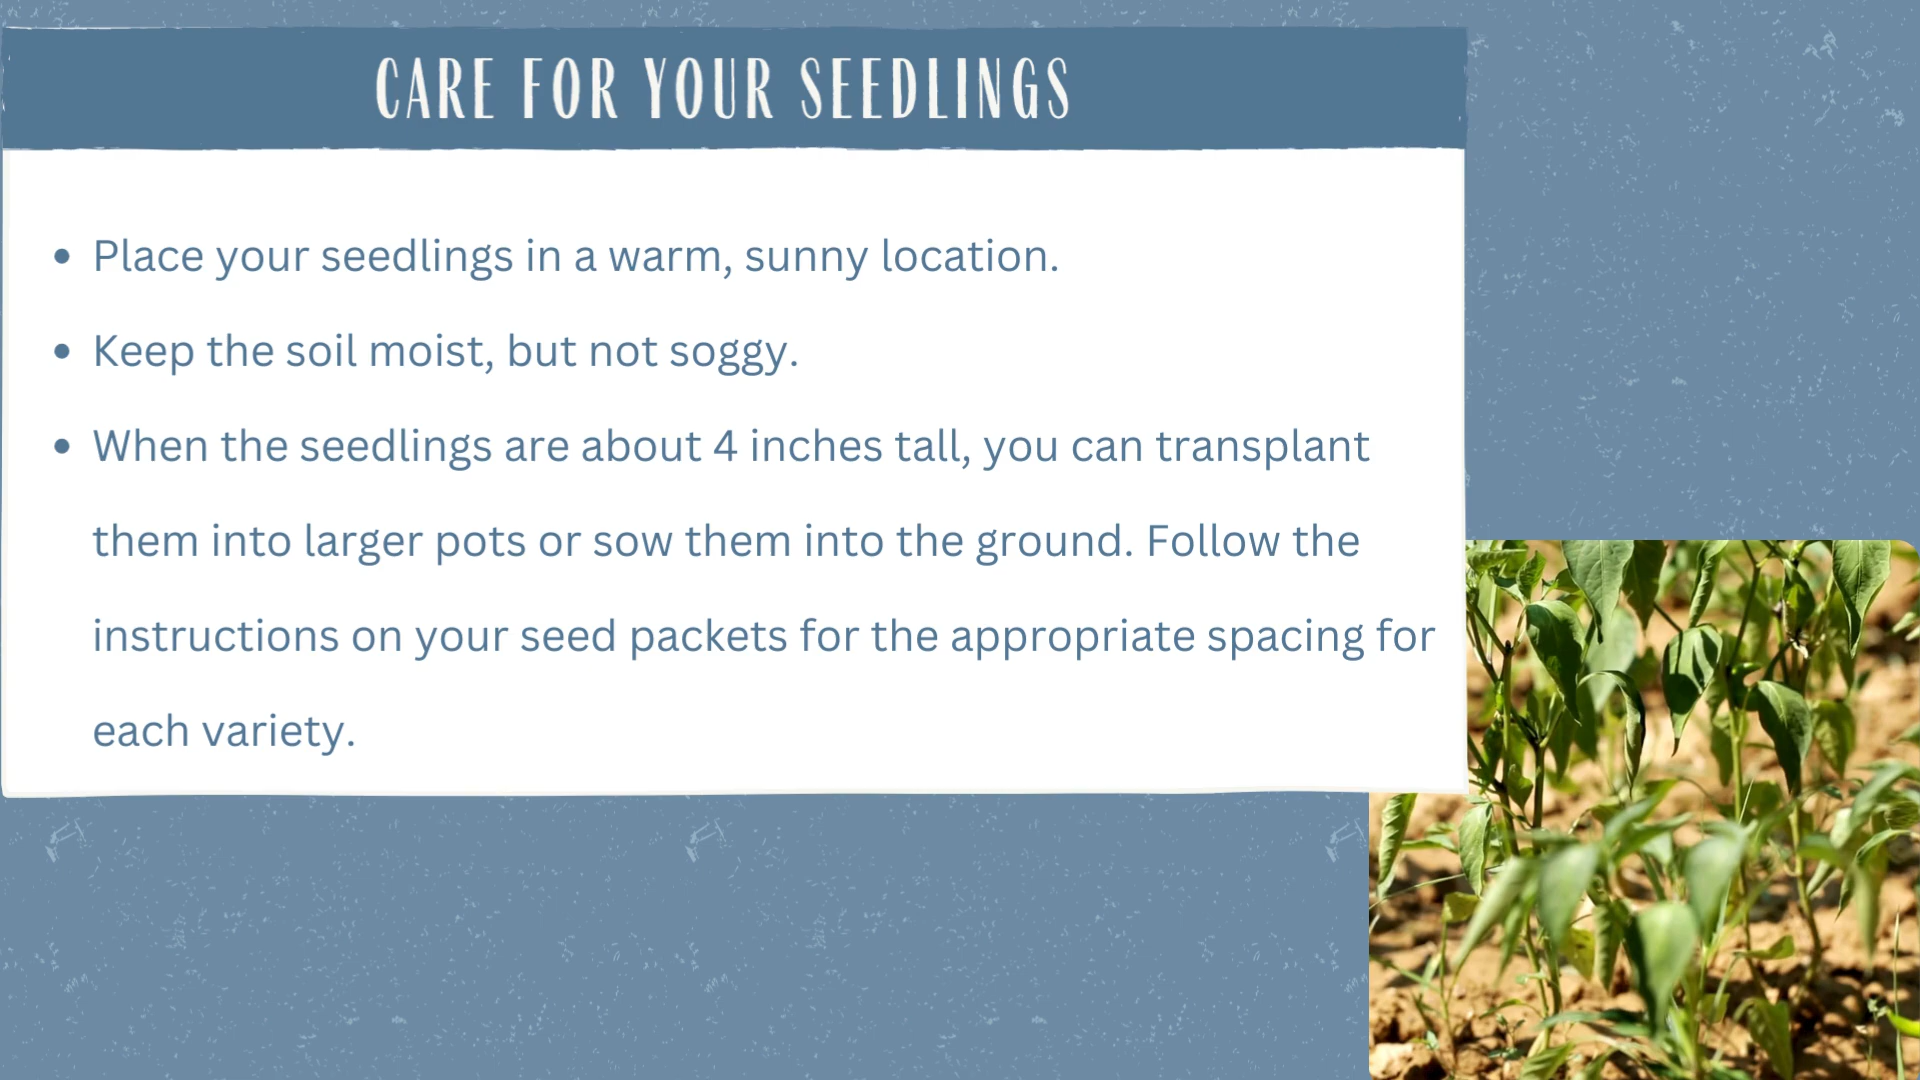 CARE FOR YOUR SEEDLINGS
• Place your seedlings in a warm, sunny location.
• Keep the soil moist, but not soggy.
• When the seedlings are about 4 inches tall, you can transplant
them into larger pots or sow them into the ground. Follow the
instructions on your seed packets for the appropriate spacing for
each variety.